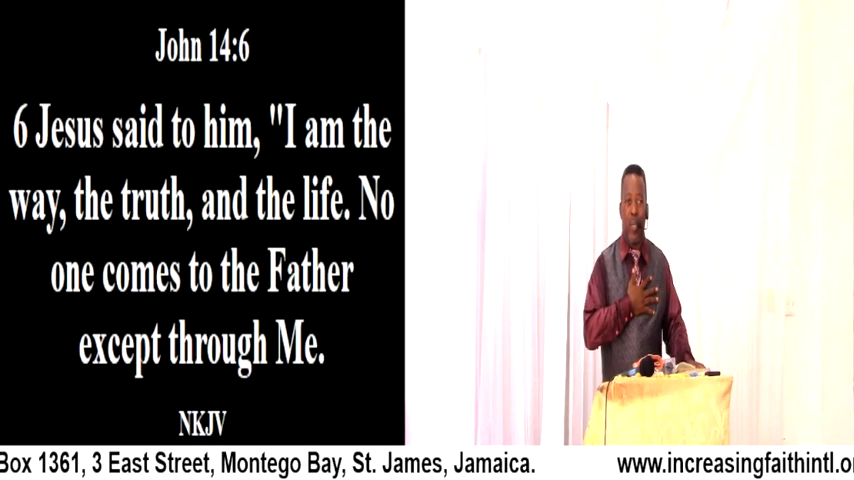 John 14:6
6 Jesus said to him, "I am the
way, the truth, and the life. No
one comes to the Father
except through Me.
NKJV
Box 1361, 3 East Street, Montego Bay, St. James, Jamaica. www.increasingfaithintl.or